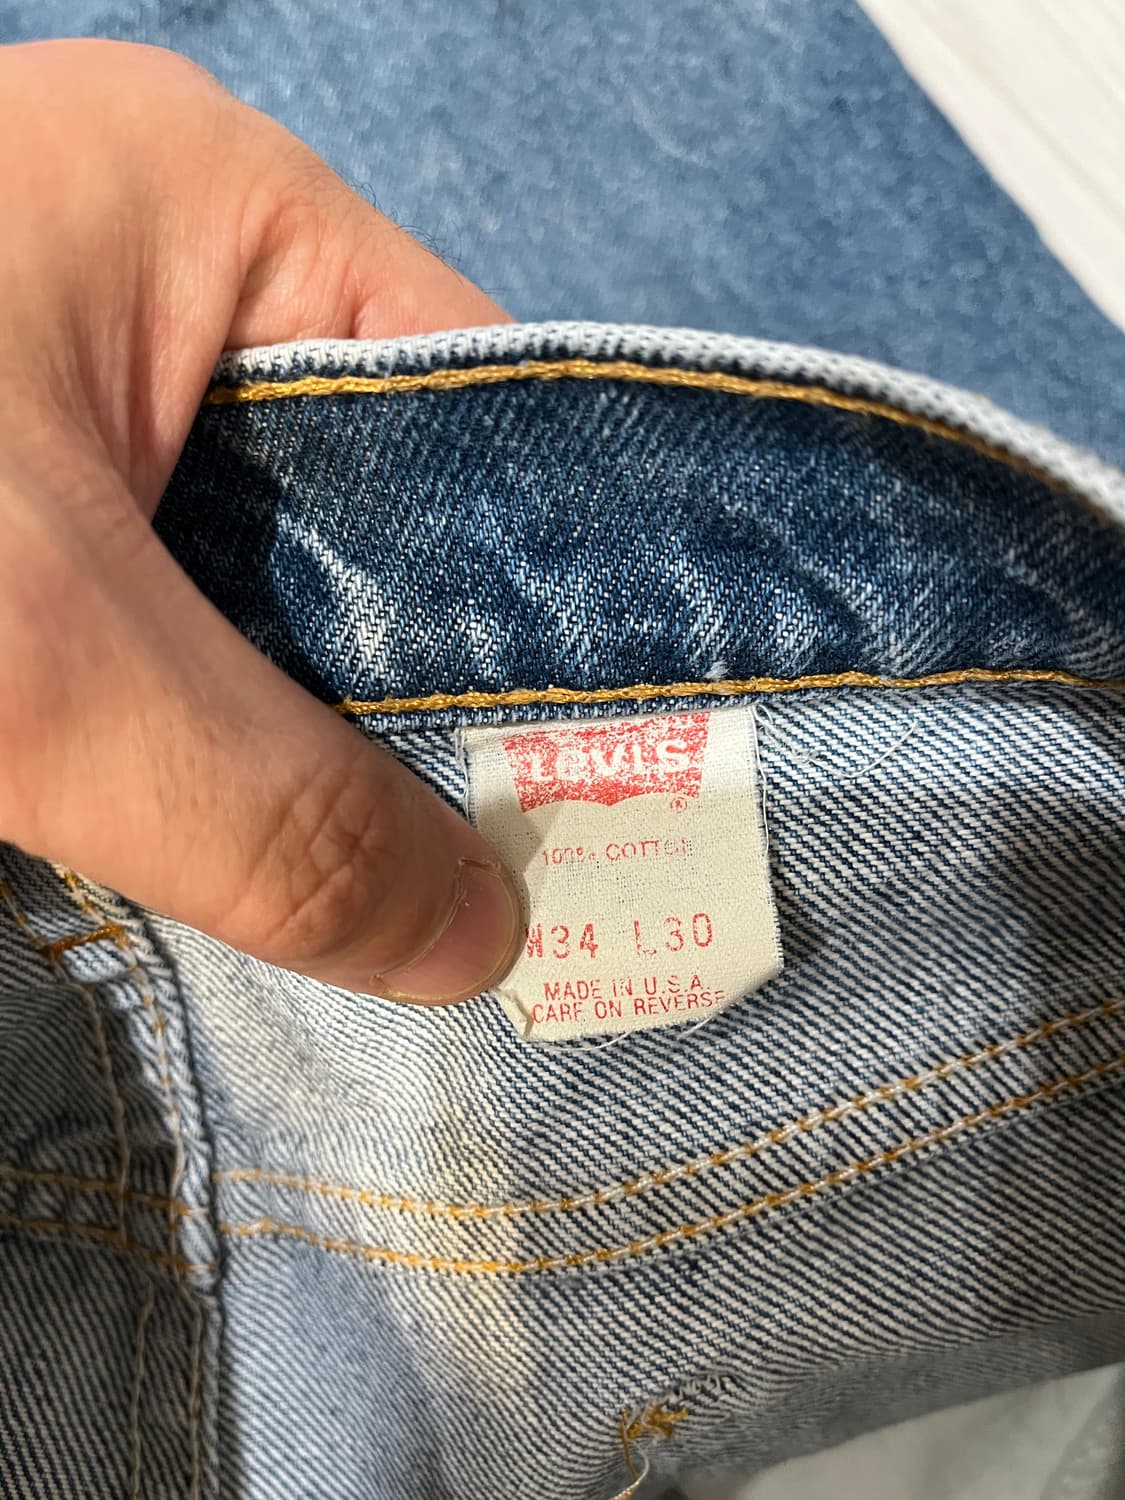 Levi's
®
100% COTTON
W34 L30
MADE IN U.S.A.
CARE ON REVERSE